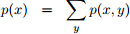 p(x) = ∑_y p(x, y)